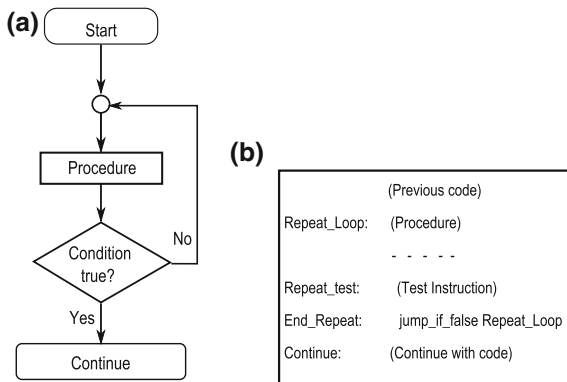 (a)
Start
Procedure
Condition
true?
No
Yes
Continue
(b)
(Previous code)
Repeat_Loop: (Procedure)
- - - - -
Repeat_test: (Test Instruction)
End_Repeat: jump_if_false Repeat_Loop
Continue: (Continue with code)